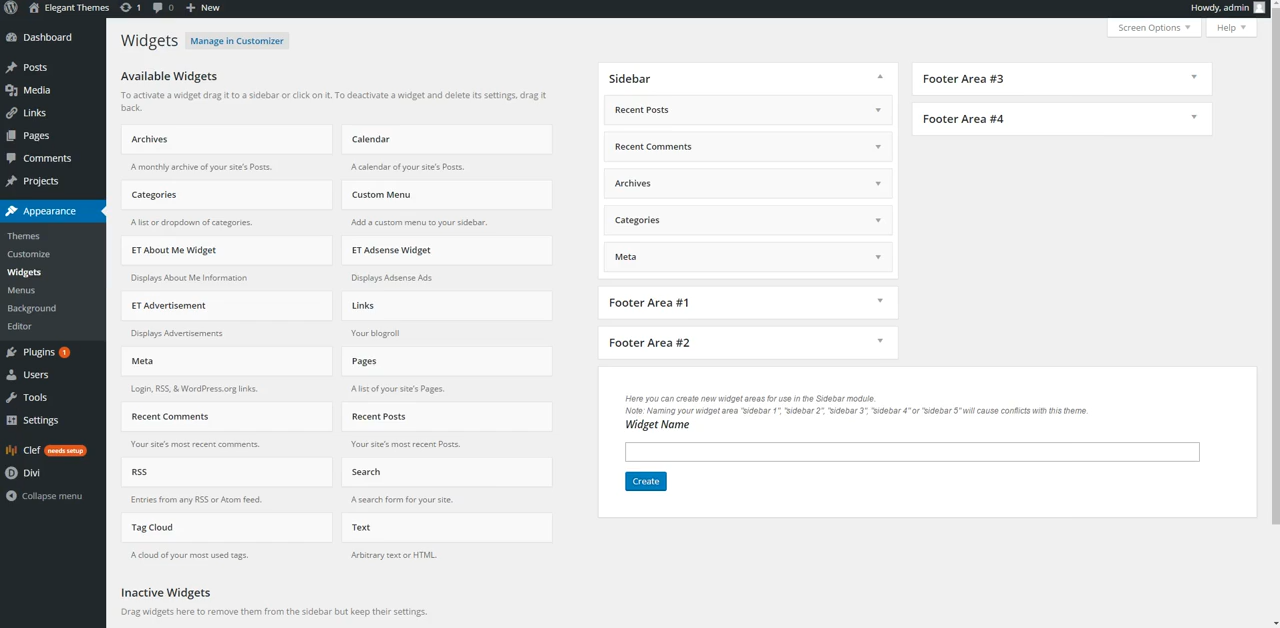 Elegant Themes 1 0 New
Howdy, admin
Dashboard
Posts
Media
Links
Pages
Comments
Projects
Appearance
Themes
Customize
Widgets
Menus
Background
Editor
Plugins 1
Users
Tools
Settings
Clef needs setup
Divi
Collapse menu
Screen Options
Help
Widgets
Manage in Customizer
Available Widgets
To activate a widget drag it to a sidebar or click on it. To deactivate a widget and delete its settings, drag it
back.
Archives
A monthly archive of your site's Posts.
Calendar
A calendar of your site's Posts.
Categories
A list or dropdown of categories.
Custom Menu
Add a custom menu to your sidebar.
ET About Me Widget
Displays About Me Information
ET Adsense Widget
Displays Adsense Ads
ET Advertisement
Displays Advertisements
Links
Your blogroll
Meta
Login, RSS, & WordPress.org links.
Pages
A list of your site's Pages.
Recent Comments
Your site's most recent comments.
Recent Posts
Your site's most recent Posts.
RSS
Entries from any RSS or Atom feed.
Search
A search form for your site.
Tag Cloud
A cloud of your most used tags.
Text
Arbitrary text or HTML.
Inactive Widgets
Drag widgets here to remove them from the sidebar but keep their settings.
Sidebar
Recent Posts
Recent Comments
Archives
Categories
Meta
Footer Area #1
Footer Area #2
Footer Area #3
Footer Area #4
Here you can create new widget areas for use in the Sidebar module.
Note: Naming your widget area "sidebar 1", "sidebar 2", "sidebar 3", "sidebar 4" or "sidebar 5" will cause conflicts with this theme.
Widget Name
Create